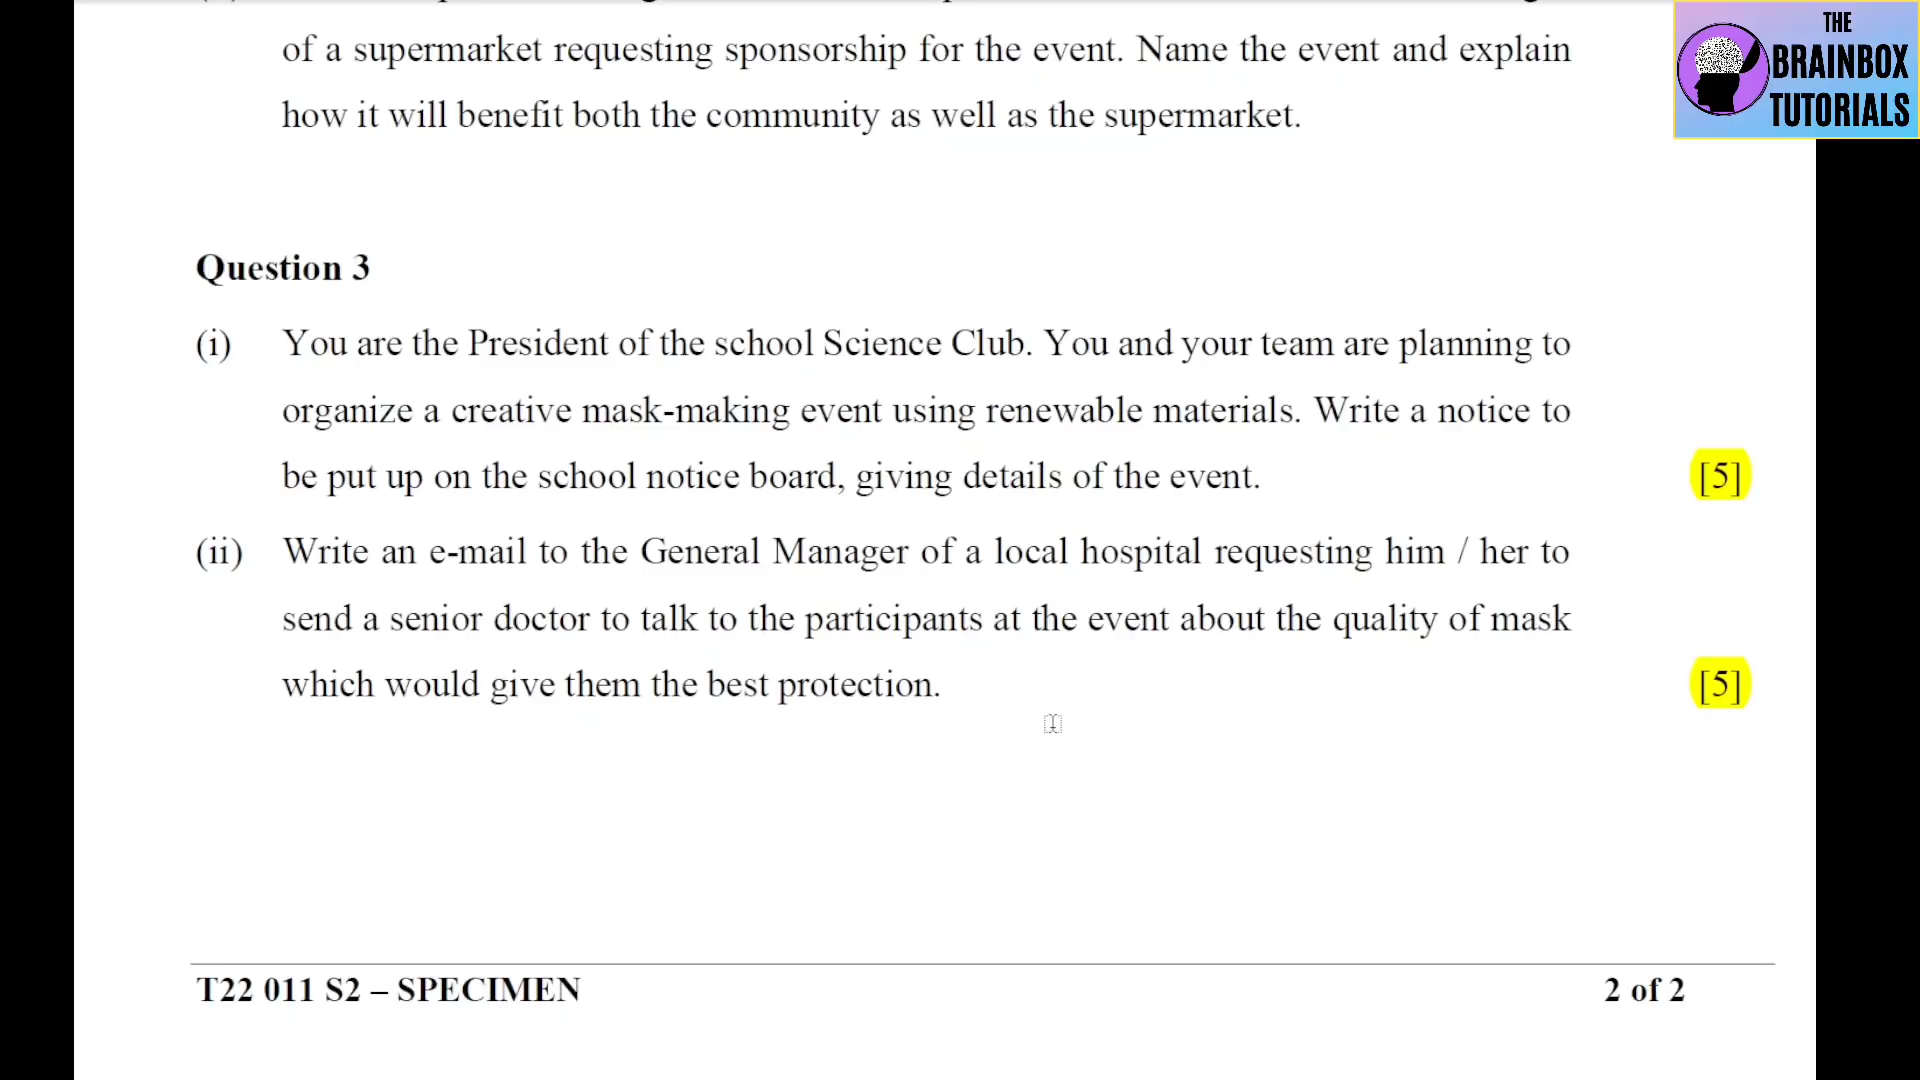 of a supermarket requesting sponsorship for the event. Name the event and explain
how it will benefit both the community as well as the supermarket.
THE
BRAINBOX
TUTORIALS
Question 3
(i) You are the President of the school Science Club. You and your team are planning to
organize a creative mask-making event using renewable materials. Write a notice to
be put up on the school notice board, giving details of the event. [5]
(ii) Write an e-mail to the General Manager of a local hospital requesting him / her to
send a senior doctor to talk to the participants at the event about the quality of mask
which would give them the best protection. [5]
T22 011 S2 – SPECIMEN 2 of 2